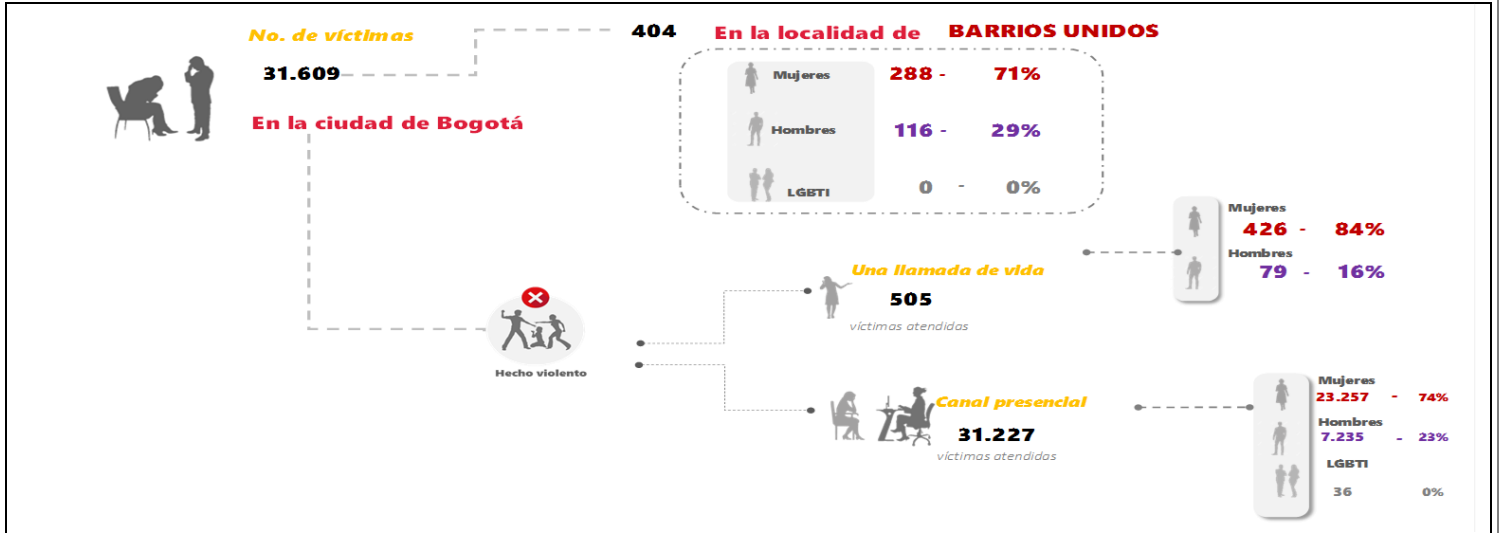 No. de víctimas
31.609
En la ciudad de Bogotá
404 En la localidad de BARRIOS UNIDOS
Mujeres 288 - 71%
Hombres 116 - 29%
LGBTI 0 - 0%
Hecho violento
Una llamada de vida
505
víctimas atendidas
Mujeres
426 - 84%
Hombres
79 - 16%
Canal presencial
31.227
víctimas atendidas
Mujeres
23.257 - 74%
Hombres
7.235 - 23%
LGBTI
36 0%